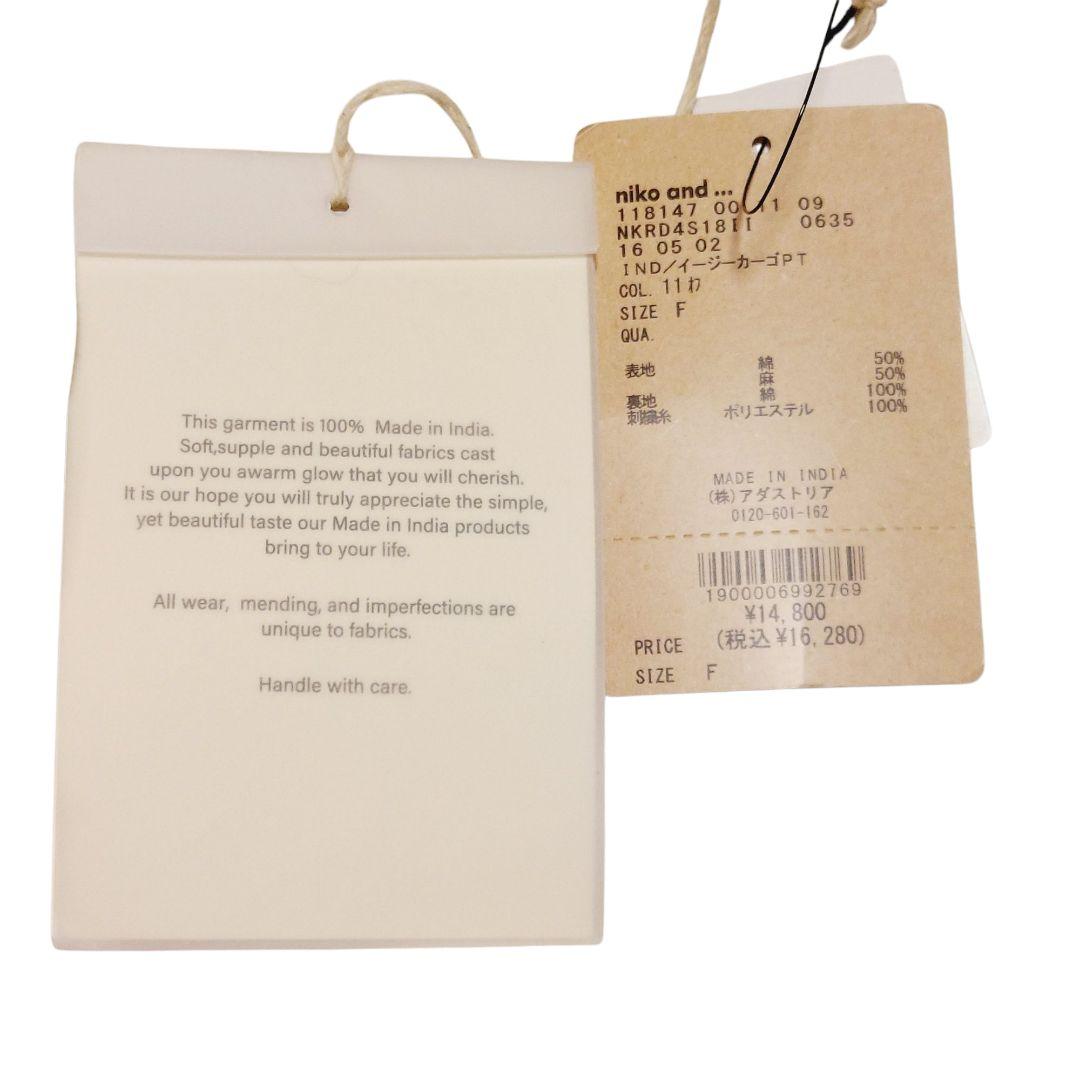 This garment is 100% Made in India.
Soft,supple and beautiful fabrics cast
upon you awarm glow that you will cherish.
It is our hope you will truly appreciate the simple,
yet beautiful taste our Made in India products
bring to your life.
All wear, mending, and imperfections are
unique to fabrics.
Handle with care.
niko and ...
118147 00 11 09
NKRD4S18II 0635
16 05 02
IND/イージーカーゴPT
COL. 11
SIZE F
QUA.
表地 綿 50%
麻 50%
裏地 綿 100%
刺繍糸 ポリエステル 100%
MADE IN INDIA
(株)アダストリア
0120-601-162
1900006992769
¥14,800
PRICE (税込¥16,280)
SIZE F